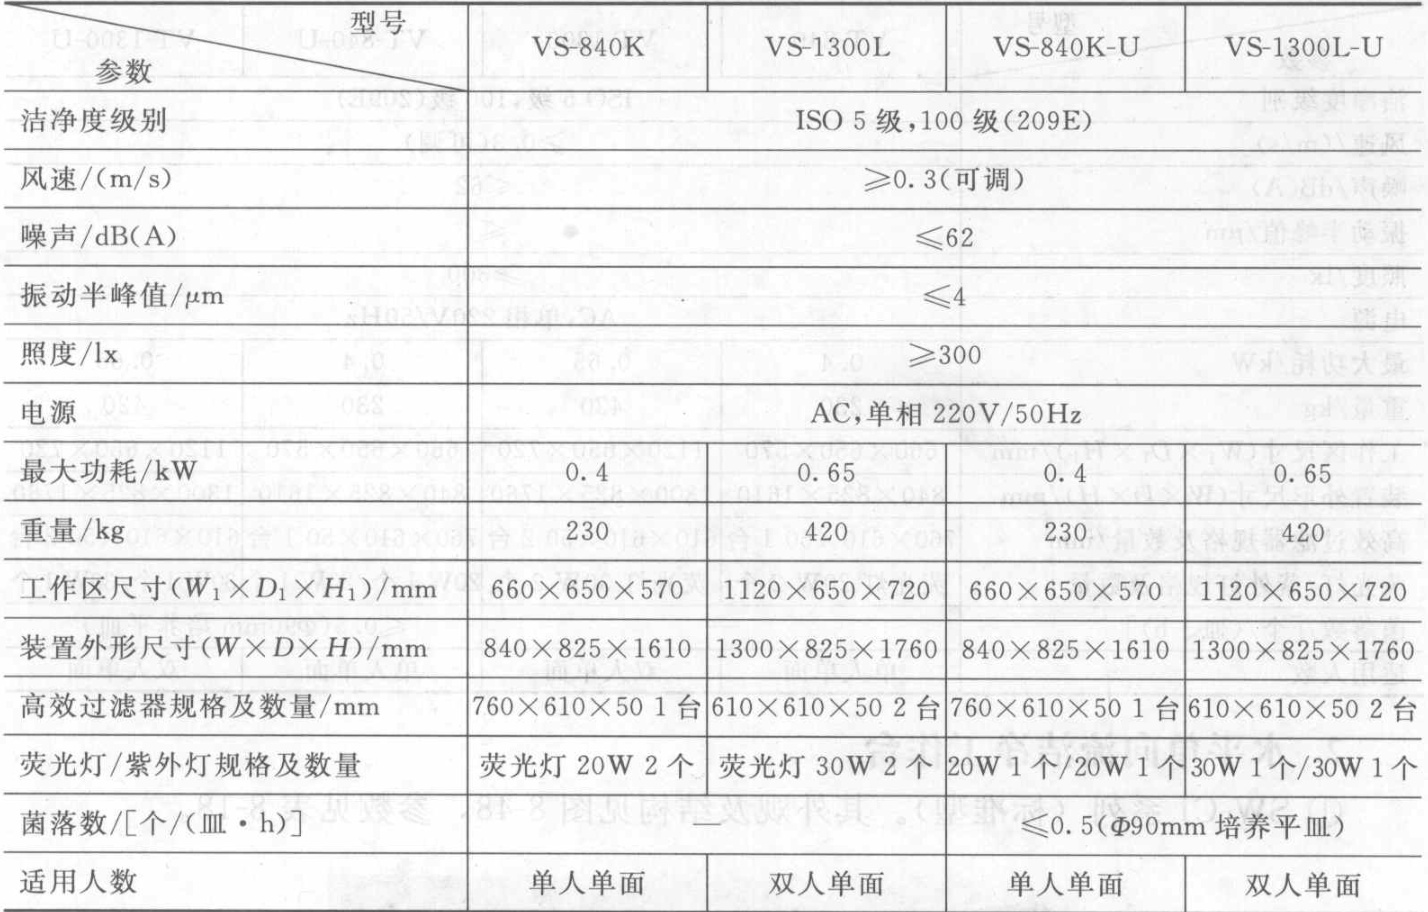 型号 VS-840K VS-1300L VS-840K-U VS-1300L-U
参数
洁净度级别 ISO 5 级,100 级(209E)
风速/(m/s) ≥0.3(可调)
噪声/dB(A) ≤62
振动半峰值/μm ≤4
照度/lx ≥300
电源 AC,单相 220V/50Hz
最大功耗/kW 0.4 0.65 0.4 0.65
重量/kg 230 420 230 420
工作区尺寸(W₁×D₁×H₁)/mm 660×650×570 1120×650×720 660×650×570 1120×650×720
装置外形尺寸(W×D×H)/mm 840×825×1610 1300×825×1760 840×825×1610 1300×825×1760
高效过滤器规格及数量/mm 760×610×50 1 台 610×610×50 2 台 760×610×50 1 台 610×610×50 2 台
荧光灯/紫外灯规格及数量 荧光灯 20W 2 个 荧光灯 30W 2 个 20W 1 个/20W 1 个 30W 1 个/30W 1 个
菌落数/[个/(皿·h)] — ≤0.5(Φ90mm 培养平皿)
适用人数 单人单面 双人单面 单人单面 双人单面